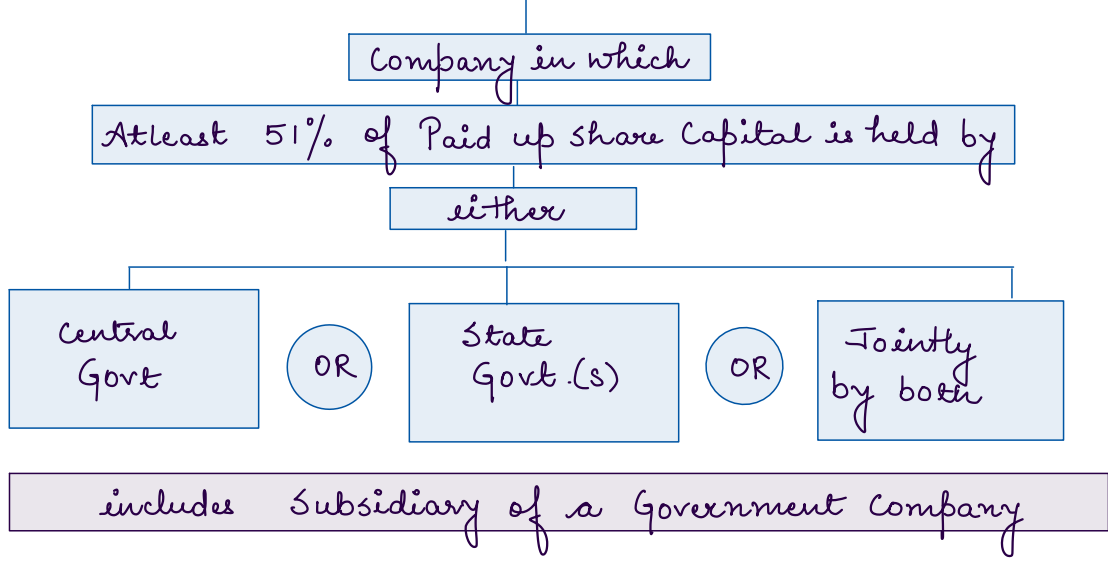 Company in which
Atleast 51% of Paid up share Capital is held by
either
Central
Govt
OR
State
Govt.(s)
OR
Jointly
by both
includes Subsidiary of a Government Company